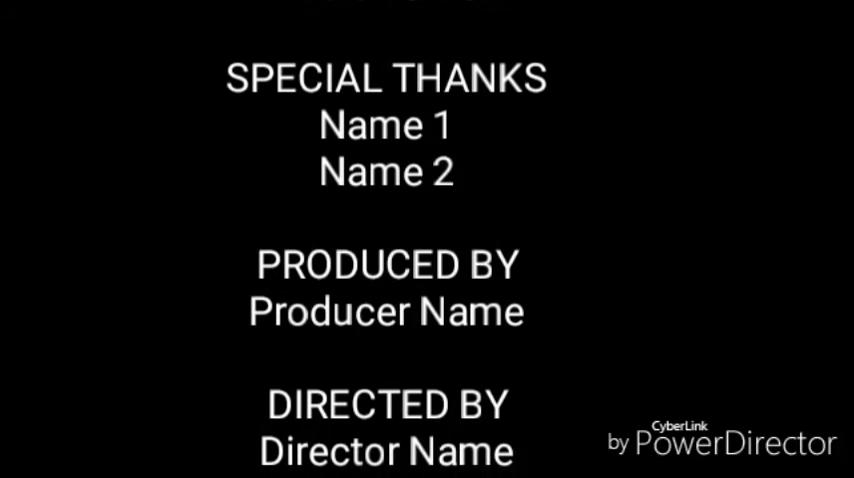 SPECIAL THANKS
Name 1
Name 2
PRODUCED BY
Producer Name
DIRECTED BY
Director Name
CyberLink
by PowerDirector